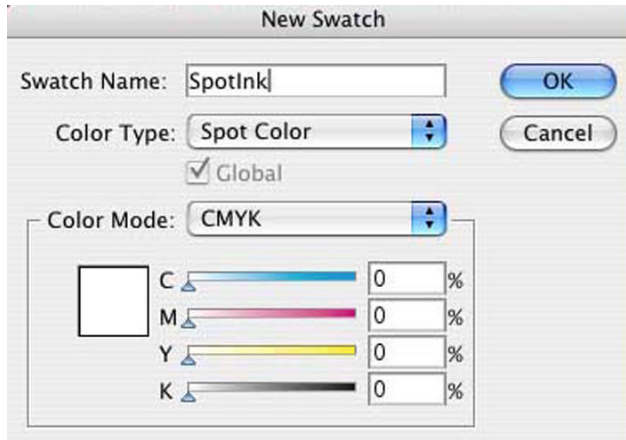 New Swatch
Swatch Name: SpotInk OK
Color Type: Spot Color Cancel
Global
Color Mode: CMYK
C 0 %
M 0 %
Y 0 %
K 0 %